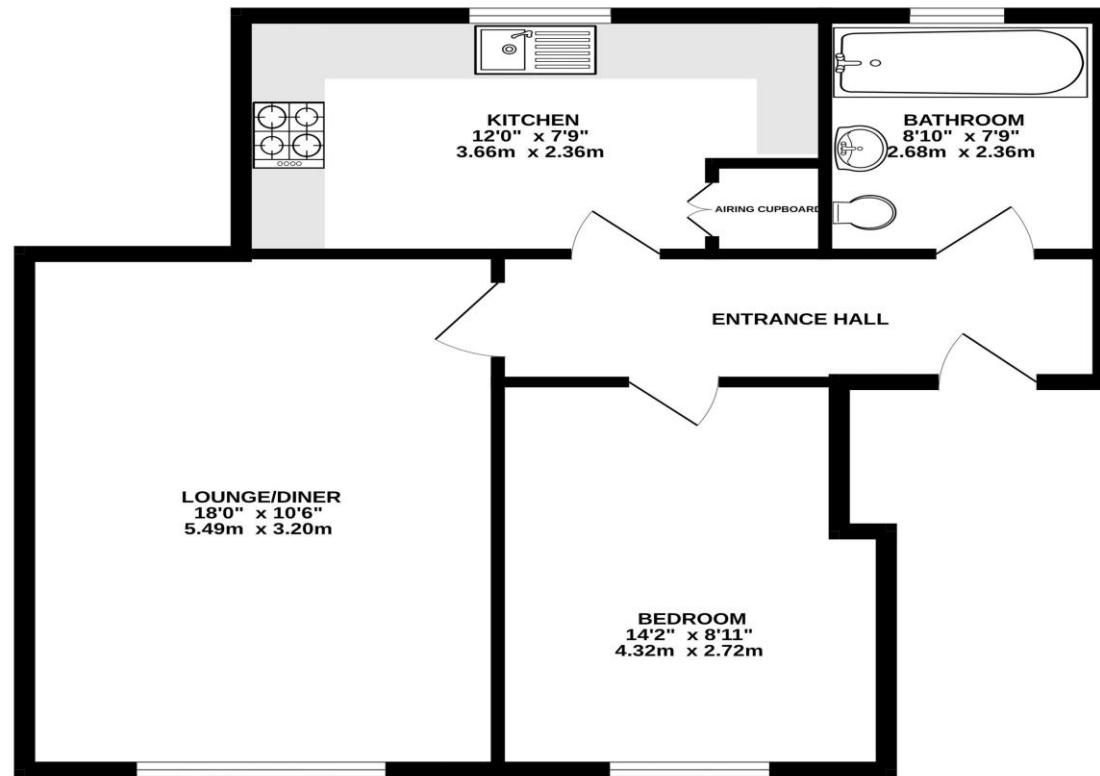 KITCHEN
12'0" x 7'9"
3.66m x 2.36m
BATHROOM
8'10" x 7'9"
2.68m x 2.36m
AIRING CUPBOARD
ENTRANCE HALL
LOUNGE/DINER
18'0" x 10'6"
5.49m x 3.20m
BEDROOM
14'2" x 8'11"
4.32m x 2.72m